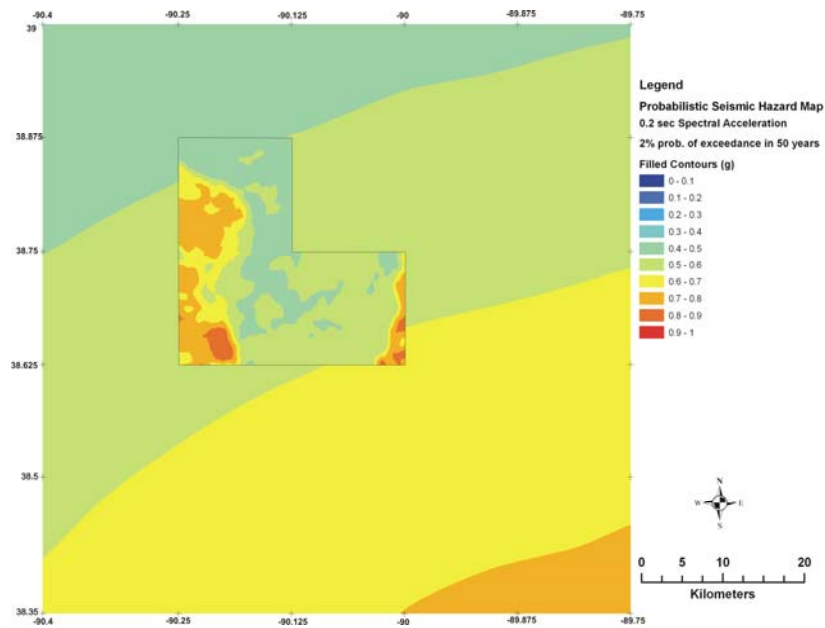 -90.4 -90.25 -90.125 -90 -89.875 -89.75
39
38.875
38.75
38.625
38.5
38.35
-90.4 -90.25 -90.125 -90 -89.875 -89.75
Legend
Probabilistic Seismic Hazard Map
0.2 sec Spectral Acceleration
2% prob. of exceedance in 50 years
Filled Contours (g)
0 - 0.1
0.1 - 0.2
0.2 - 0.3
0.3 - 0.4
0.4 - 0.5
0.5 - 0.6
0.6 - 0.7
0.7 - 0.8
0.8 - 0.9
0.9 - 1
N
W E
S
0 5 10 20
Kilometers